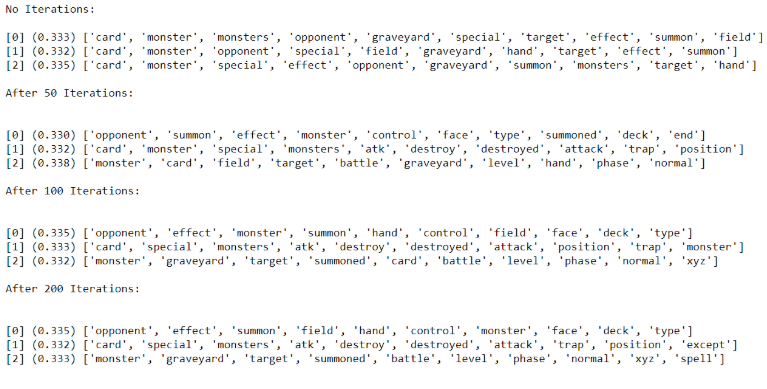 No Iterations:
[0] (0.333) ['card', 'monster', 'monsters', 'opponent', 'graveyard', 'special', 'target', 'effect', 'summon', 'field']
[1] (0.332) ['card', 'monster', 'opponent', 'special', 'field', 'graveyard', 'hand', 'target', 'effect', 'summon']
[2] (0.335) ['card', 'monster', 'special', 'effect', 'opponent', 'graveyard', 'summon', 'monsters', 'target', 'hand']
After 50 Iterations:
[0] (0.330) ['opponent', 'summon', 'effect', 'monster', 'control', 'face', 'type', 'summoned', 'deck', 'end']
[1] (0.332) ['card', 'monster', 'special', 'monsters', 'atk', 'destroy', 'destroyed', 'attack', 'trap', 'position']
[2] (0.338) ['monster', 'card', 'field', 'target', 'battle', 'graveyard', 'level', 'hand', 'phase', 'normal']
After 100 Iterations:
[0] (0.335) ['opponent', 'effect', 'monster', 'summon', 'hand', 'control', 'field', 'face', 'deck', 'type']
[1] (0.333) ['card', 'special', 'monsters', 'atk', 'destroy', 'destroyed', 'attack', 'position', 'trap', 'monster']
[2] (0.332) ['monster', 'graveyard', 'target', 'summoned', 'card', 'battle', 'level', 'phase', 'normal', 'xyz']
After 200 Iterations:
[0] (0.335) ['opponent', 'effect', 'summon', 'field', 'hand', 'control', 'monster', 'face', 'deck', 'type']
[1] (0.332) ['card', 'special', 'monsters', 'atk', 'destroy', 'destroyed', 'attack', 'trap', 'position', 'except']
[2] (0.333) ['monster', 'graveyard', 'target', 'summoned', 'battle', 'level', 'phase', 'normal', 'xyz', 'spell']